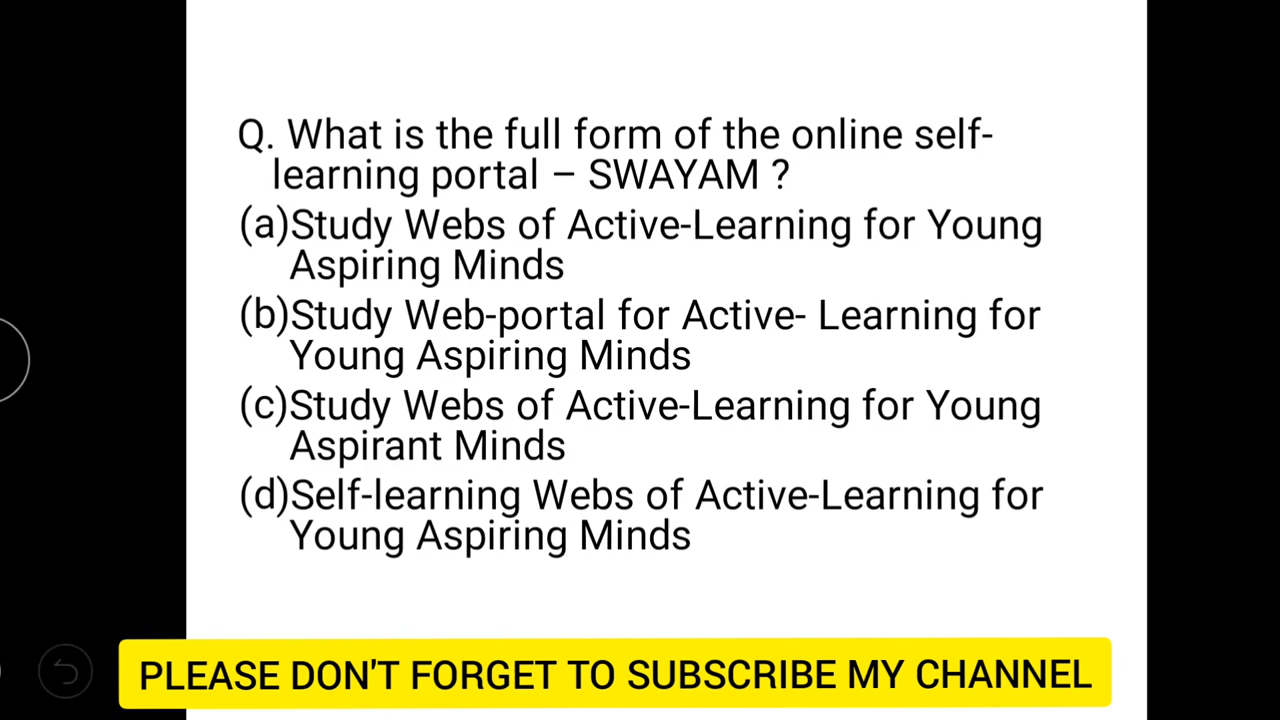 Q. What is the full form of the online self-
learning portal – SWAYAM ?
(a)Study Webs of Active-Learning for Young
Aspiring Minds
(b)Study Web-portal for Active- Learning for
Young Aspiring Minds
(c)Study Webs of Active-Learning for Young
Aspirant Minds
(d)Self-learning Webs of Active-Learning for
Young Aspiring Minds
PLEASE DON'T FORGET TO SUBSCRIBE MY CHANNEL